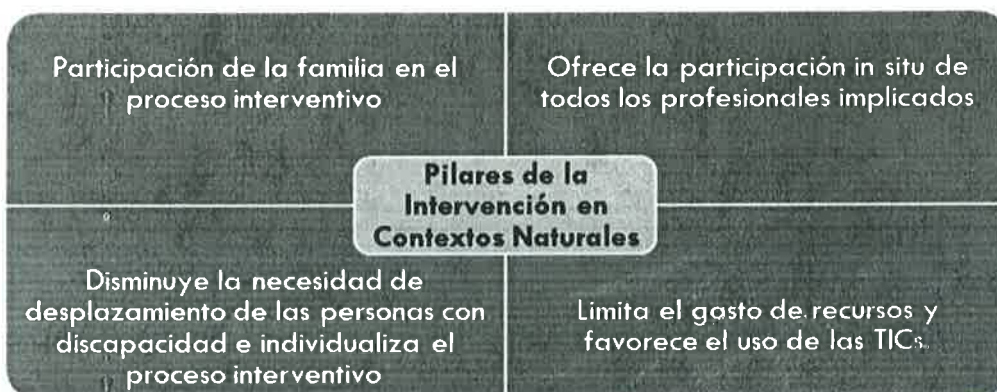 Participación de la familia en el
proceso interventivo
Ofrece la participación in situ de
todos los profesionales implicados
Pilares de la
Intervención en
Contextos Naturales
Disminuye la necesidad de
desplazamiento de las personas con
discapacidad e individualiza el
proceso interventivo
Limita el gasto de recursos y
favorece el uso de las TICs.